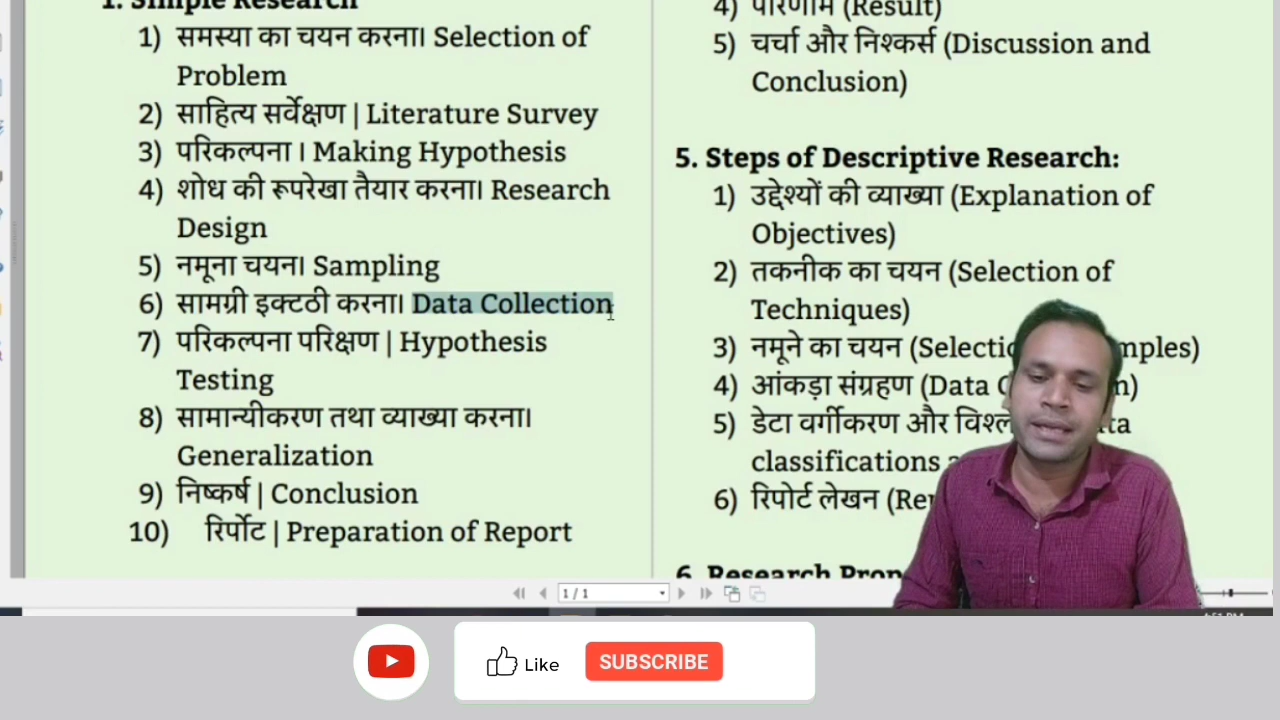 1. Simple Research
1) समस्या का चयन करना। Selection of
Problem
2) साहित्य सर्वेक्षण | Literature Survey
3) परिकल्पना । Making Hypothesis
4) शोध की रूपरेखा तैयार करना। Research
Design
5) नमूना चयन। Sampling
6) सामग्री इक्टठी करना। Data Collection
7) परिकल्पना परिक्षण | Hypothesis
Testing
8) सामान्यीकरण तथा व्याख्या करना।
Generalization
9) निष्कर्ष | Conclusion
10) रिर्पोट | Preparation of Report
4) परिणाम (Result)
5) चर्चा और निश्कर्स (Discussion and
Conclusion)
5. Steps of Descriptive Research:
1) उद्देश्यों की व्याख्या (Explanation of
Objectives)
2) तकनीक का चयन (Selection of
Techniques)
3) नमूने का चयन
4) आंकड़ा संग्रहण (Data
5) डेटा वर्गीकरण और
classifications
6) रिपोर्ट लेखन
6. Research
1 / 1
Like
SUBSCRIBE